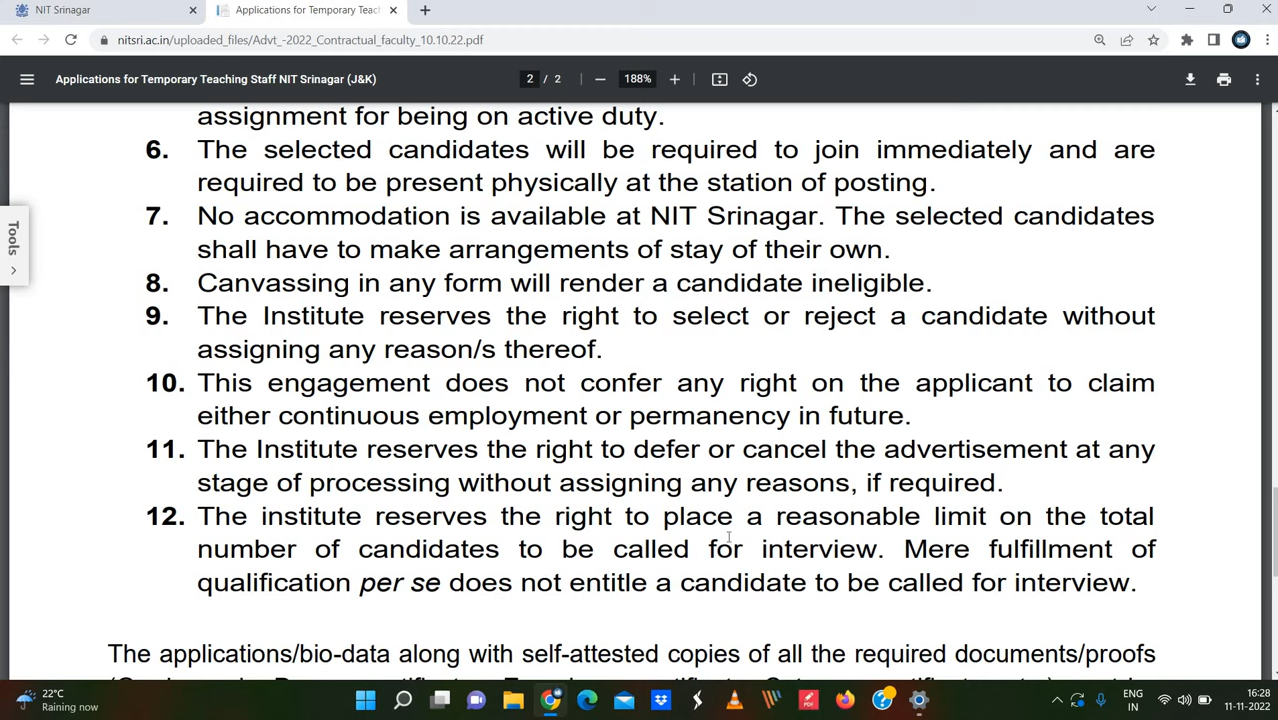 NIT Srinagar
Applications for Temporary Teach
nitsri.ac.in/uploaded_files/Advt_-2022_Contractual_faculty_10.10.22.pdf
Applications for Temporary Teaching Staff NIT Srinagar (J&K)
2 / 2
188%
Tools
assignment for being on active duty.
6. The selected candidates will be required to join immediately and are
required to be present physically at the station of posting.
7. No accommodation is available at NIT Srinagar. The selected candidates
shall have to make arrangements of stay of their own.
8. Canvassing in any form will render a candidate ineligible.
9. The Institute reserves the right to select or reject a candidate without
assigning any reason/s thereof.
10. This engagement does not confer any right on the applicant to claim
either continuous employment or permanency in future.
11. The Institute reserves the right to defer or cancel the advertisement at any
stage of processing without assigning any reasons, if required.
12. The institute reserves the right to place a reasonable limit on the total
number of candidates to be called for interview. Mere fulfillment of
qualification per se does not entitle a candidate to be called for interview.
The applications/bio-data along with self-attested copies of all the required documents/proofs
22°C
Raining now
ENG
IN
16:28
11-11-2022